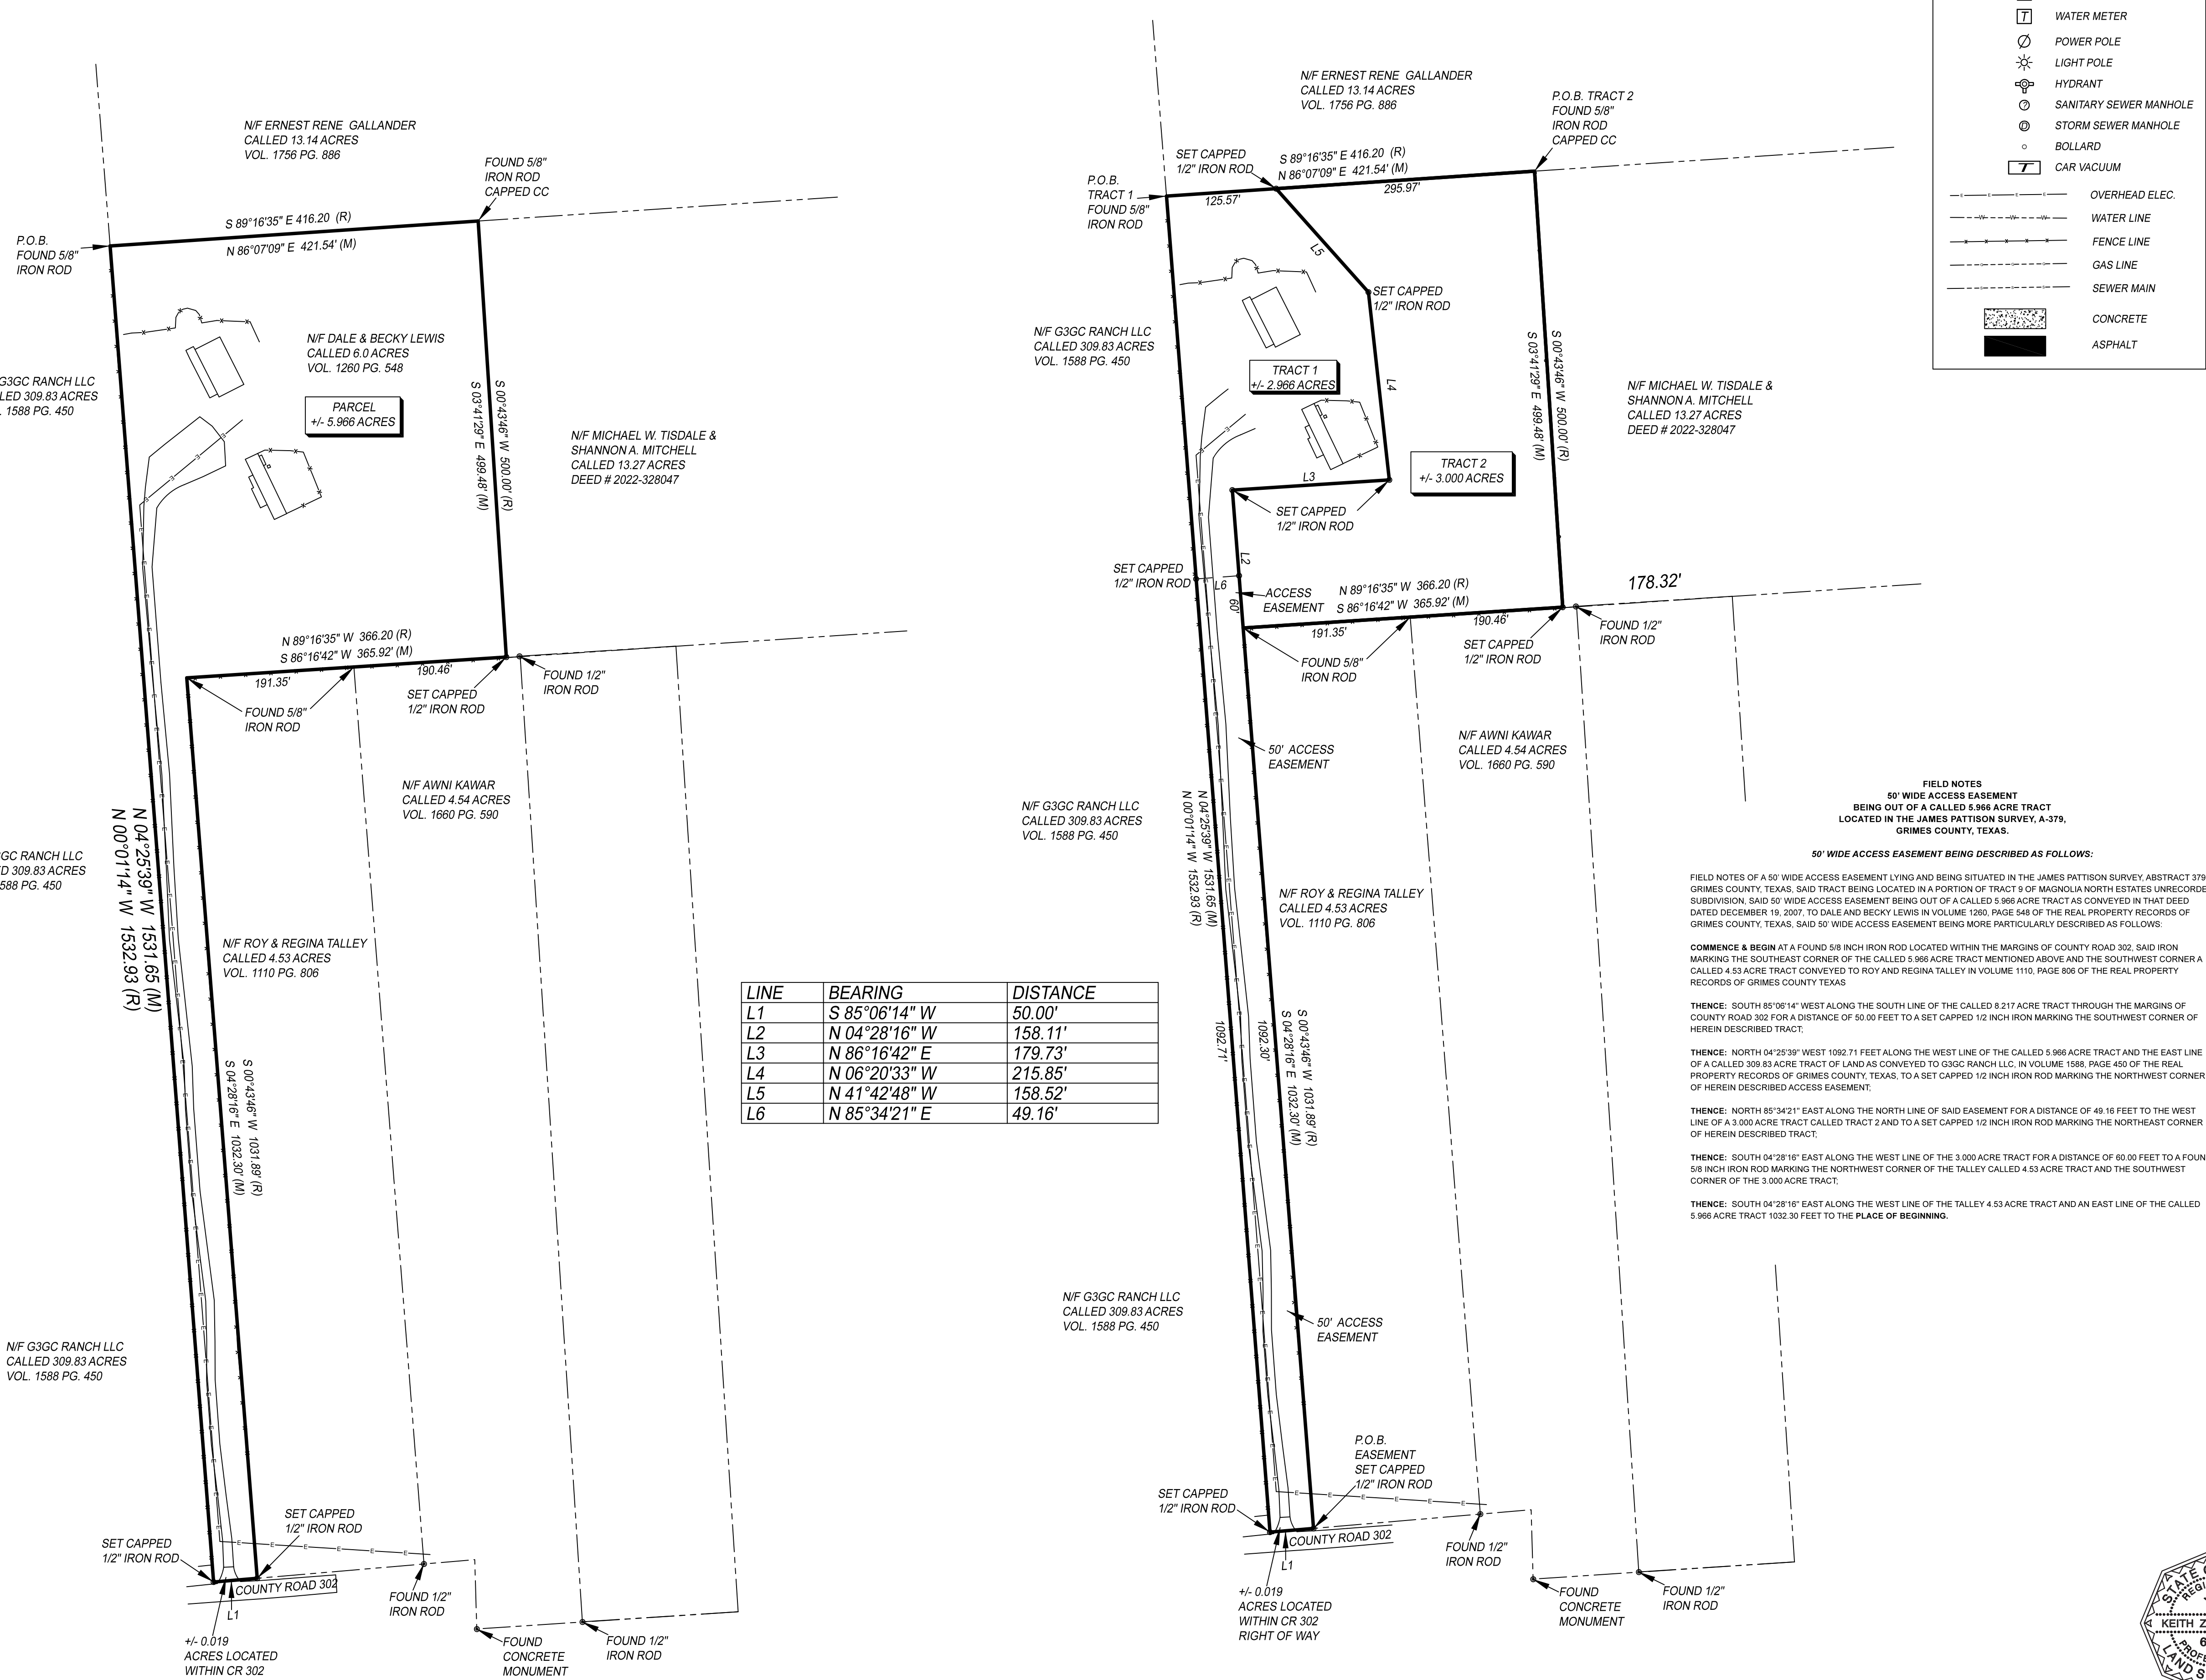 N/F ERNEST RENE  GALLANDER
CALLED 13.14 ACRES
VOL. 1756 PG. 886
FOUND 5/8"
IRON ROD
CAPPED CC
P.O.B.
FOUND 5/8"
IRON ROD
S 89°16'35" E 416.20  (R)
N 86°07'09" E  421.54' (M)
N/F DALE & BECKY LEWIS
CALLED 6.0 ACRES
VOL. 1260 PG. 548
G3GC RANCH LLC
LED 309.83 ACRES
. 1588 PG. 450
PARCEL
+/- 5.966 ACRES
S 00°43'46" W  500.00' (R)
S 03°41'29" E  499.48' (M)
N/F MICHAEL W. TISDALE &
SHANNON A. MITCHELL
CALLED 13.27 ACRES
DEED # 2022-328047
N 89°16'35" W  366.20 (R)
S 86°16'42" W  365.92' (M)
191.35'
190.46'
FOUND 5/8"
IRON ROD
SET CAPPED
1/2" IRON ROD
FOUND 1/2"
IRON ROD
N/F AWNI KAWAR
CALLED 4.54 ACRES
VOL. 1660 PG. 590
N 04°25'39" W  1531.65 (M)
N 00°01'14" W  1532.93 (R)
GC RANCH LLC
D 309.83 ACRES
588 PG. 450
N/F ROY & REGINA TALLEY
CALLED 4.53 ACRES
VOL. 1110 PG. 806
S 00°43'46" W  1031.89' (R)
S 04°28'16" E  1032.30' (M)
N/F G3GC RANCH LLC
CALLED 309.83 ACRES
VOL. 1588 PG. 450
SET CAPPED
1/2" IRON ROD
SET CAPPED
1/2" IRON ROD
COUNTY ROAD 302
L1
+/- 0.019
ACRES LOCATED
WITHIN CR 302
FOUND 1/2"
IRON ROD
FOUND
CONCRETE
MONUMENT
FOUND 1/2"
IRON ROD
LINE BEARING DISTANCE
L1 S 85°06'14" W 50.00'
L2 N 04°28'16" W 158.11'
L3 N 86°16'42" E 179.73'
L4 N 06°20'33" W 215.85'
L5 N 41°42'48" W 158.52'
L6 N 85°34'21" E 49.16'
N/F ERNEST RENE  GALLANDER
CALLED 13.14 ACRES
VOL. 1756 PG. 886
P.O.B. TRACT 2
FOUND 5/8"
IRON ROD
CAPPED CC
SET CAPPED
1/2" IRON ROD
P.O.B.
TRACT 1
FOUND 5/8"
IRON ROD
S 89°16'35" E 416.20  (R)
N 86°07'09" E  421.54' (M)
125.57'
295.97'
L5
SET CAPPED
1/2" IRON ROD
N/F G3GC RANCH LLC
CALLED 309.83 ACRES
VOL. 1588 PG. 450
TRACT 1
+/- 2.966 ACRES
L4
S 00°43'46" W  500.00' (R)
S 03°41'29" E  499.48' (M)
N/F MICHAEL W. TISDALE &
SHANNON A. MITCHELL
CALLED 13.27 ACRES
DEED # 2022-328047
TRACT 2
+/- 3.000 ACRES
L3
SET CAPPED
1/2" IRON ROD
L2
SET CAPPED
1/2" IRON ROD
L6
60'
ACCESS
EASEMENT
N 89°16'35" W  366.20 (R)
S 86°16'42" W  365.92' (M)
191.35'
190.46'
178.32'
FOUND 5/8"
IRON ROD
SET CAPPED
1/2" IRON ROD
FOUND 1/2"
IRON ROD
50'  ACCESS
EASEMENT
N/F AWNI KAWAR
CALLED 4.54 ACRES
VOL. 1660 PG. 590
N/F G3GC RANCH LLC
CALLED 309.83 ACRES
VOL. 1588 PG. 450
N 04°25'39" W  1531.65 (M)
N 00°01'14" W  1532.93 (R)
N/F ROY & REGINA TALLEY
CALLED 4.53 ACRES
VOL. 1110 PG. 806
1092.71'
1092.30'
S 00°43'46" W  1031.89' (R)
S 04°28'16" E  1032.30' (M)
N/F G3GC RANCH LLC
CALLED 309.83 ACRES
VOL. 1588 PG. 450
50'  ACCESS
EASEMENT
P.O.B.
EASEMENT
SET CAPPED
1/2" IRON ROD
SET CAPPED
1/2" IRON ROD
COUNTY ROAD 302
L1
+/- 0.019
ACRES LOCATED
WITHIN CR 302
RIGHT OF WAY
FOUND 1/2"
IRON ROD
FOUND
CONCRETE
MONUMENT
FOUND 1/2"
IRON ROD
T WATER METER
POWER POLE
LIGHT POLE
HYDRANT
SANITARY SEWER MANHOLE
D STORM SEWER MANHOLE
BOLLARD
T CAR VACUUM
OVERHEAD ELEC.
WATER LINE
FENCE LINE
GAS LINE
SEWER MAIN
CONCRETE
ASPHALT
FIELD NOTES
50' WIDE ACCESS EASEMENT
BEING OUT OF A CALLED 5.966 ACRE TRACT
LOCATED IN THE JAMES PATTISON SURVEY, A-379,
GRIMES COUNTY, TEXAS.
50' WIDE ACCESS EASEMENT BEING DESCRIBED AS FOLLOWS:
FIELD NOTES OF A 50' WIDE ACCESS EASEMENT LYING AND BEING SITUATED IN THE JAMES PATTISON SURVEY, ABSTRACT 379
GRIMES COUNTY, TEXAS, SAID TRACT BEING LOCATED IN A PORTION OF TRACT 9 OF MAGNOLIA NORTH ESTATES UNRECORDE
SUBDIVISION, SAID 50' WIDE ACCESS EASEMENT BEING OUT OF A CALLED 5.966 ACRE TRACT AS CONVEYED IN THAT DEED
DATED DECEMBER 19, 2007, TO DALE AND BECKY LEWIS IN VOLUME 1260, PAGE 548 OF THE REAL PROPERTY RECORDS OF
GRIMES COUNTY, TEXAS, SAID 50' WIDE ACCESS EASEMENT BEING MORE PARTICULARLY DESCRIBED AS FOLLOWS:
COMMENCE & BEGIN AT A FOUND 5/8 INCH IRON ROD LOCATED WITHIN THE MARGINS OF COUNTY ROAD 302, SAID IRON
MARKING THE SOUTHEAST CORNER OF THE CALLED 5.966 ACRE TRACT MENTIONED ABOVE AND THE SOUTHWEST CORNER A
CALLED 4.53 ACRE TRACT CONVEYED TO ROY AND REGINA TALLEY IN VOLUME 1110, PAGE 806 OF THE REAL PROPERTY
RECORDS OF GRIMES COUNTY TEXAS
THENCE:  SOUTH 85°06'14" WEST ALONG THE SOUTH LINE OF THE CALLED 8.217 ACRE TRACT THROUGH THE MARGINS OF
COUNTY ROAD 302 FOR A DISTANCE OF 50.00 FEET TO A SET CAPPED 1/2 INCH IRON MARKING THE SOUTHWEST CORNER OF
HEREIN DESCRIBED TRACT;
THENCE:  NORTH 04°25'39" WEST 1092.71 FEET ALONG THE WEST LINE OF THE CALLED 5.966 ACRE TRACT AND THE EAST LINE
OF A CALLED 309.83 ACRE TRACT OF LAND AS CONVEYED TO G3GC RANCH LLC, IN VOLUME 1588, PAGE 450 OF THE REAL
PROPERTY RECORDS OF GRIMES COUNTY, TEXAS, TO A SET CAPPED 1/2 INCH IRON ROD MARKING THE NORTHWEST CORNER
OF HEREIN DESCRIBED ACCESS EASEMENT;
THENCE:  NORTH 85°34'21" EAST ALONG THE NORTH LINE OF SAID EASEMENT FOR A DISTANCE OF 49.16 FEET TO THE WEST
LINE OF A 3.000 ACRE TRACT CALLED TRACT 2 AND TO A SET CAPPED 1/2 INCH IRON ROD MARKING THE NORTHEAST CORNER
OF HEREIN DESCRIBED TRACT;
THENCE:  SOUTH 04°28'16" EAST ALONG THE WEST LINE OF THE 3.000 ACRE TRACT FOR A DISTANCE OF 60.00 FEET TO A FOUN
5/8 INCH IRON ROD MARKING THE NORTHWEST CORNER OF THE TALLEY CALLED 4.53 ACRE TRACT AND THE SOUTHWEST
CORNER OF THE 3.000 ACRE TRACT;
THENCE:  SOUTH 04°28'16" EAST ALONG THE WEST LINE OF THE TALLEY 4.53 ACRE TRACT AND AN EAST LINE OF THE CALLED
5.966 ACRE TRACT 1032.30 FEET TO THE PLACE OF BEGINNING.
STATE
REGI
KEITH Z
6
PROFE
LAND S